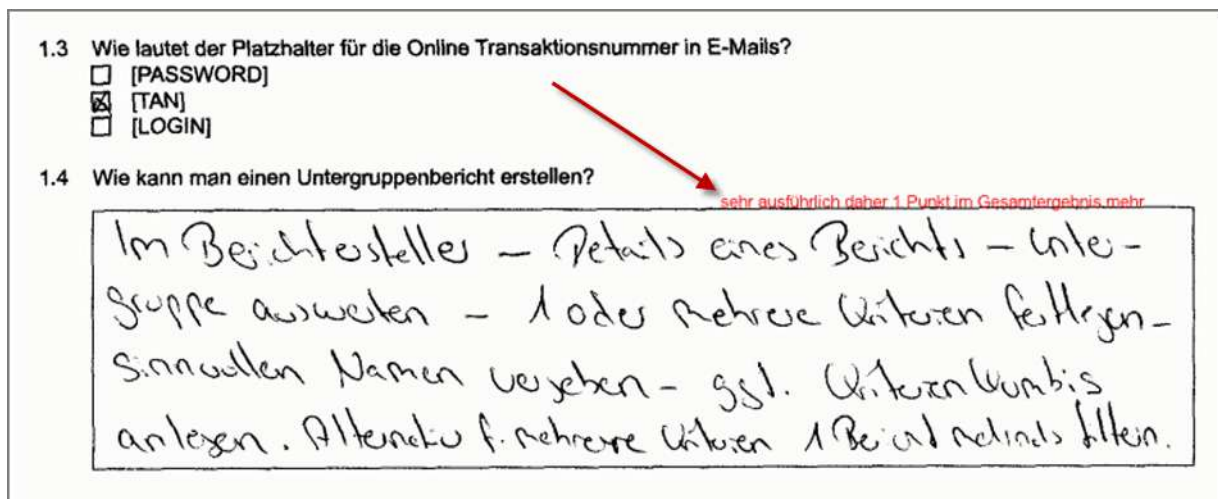 1.3 Wie lautet der Platzhalter für die Online Transaktionsnummer in E-Mails?
[PASSWORD]
[TAN]
[LOGIN]
1.4 Wie kann man einen Untergruppenbericht erstellen?
sehr ausführlich daher 1 Punkt im Gesamtergebnis mehr
Im Berichtersteller – Details eines Berichts – Unter-
gruppe auswerten – 1 oder mehrere Kriterien festlegen –
Sinnvollen Namen vergeben – ggf. Kriterienkombis
anlegen. Alternativ f. mehrere Kriterien 1 Bericht mehrmals filtern.